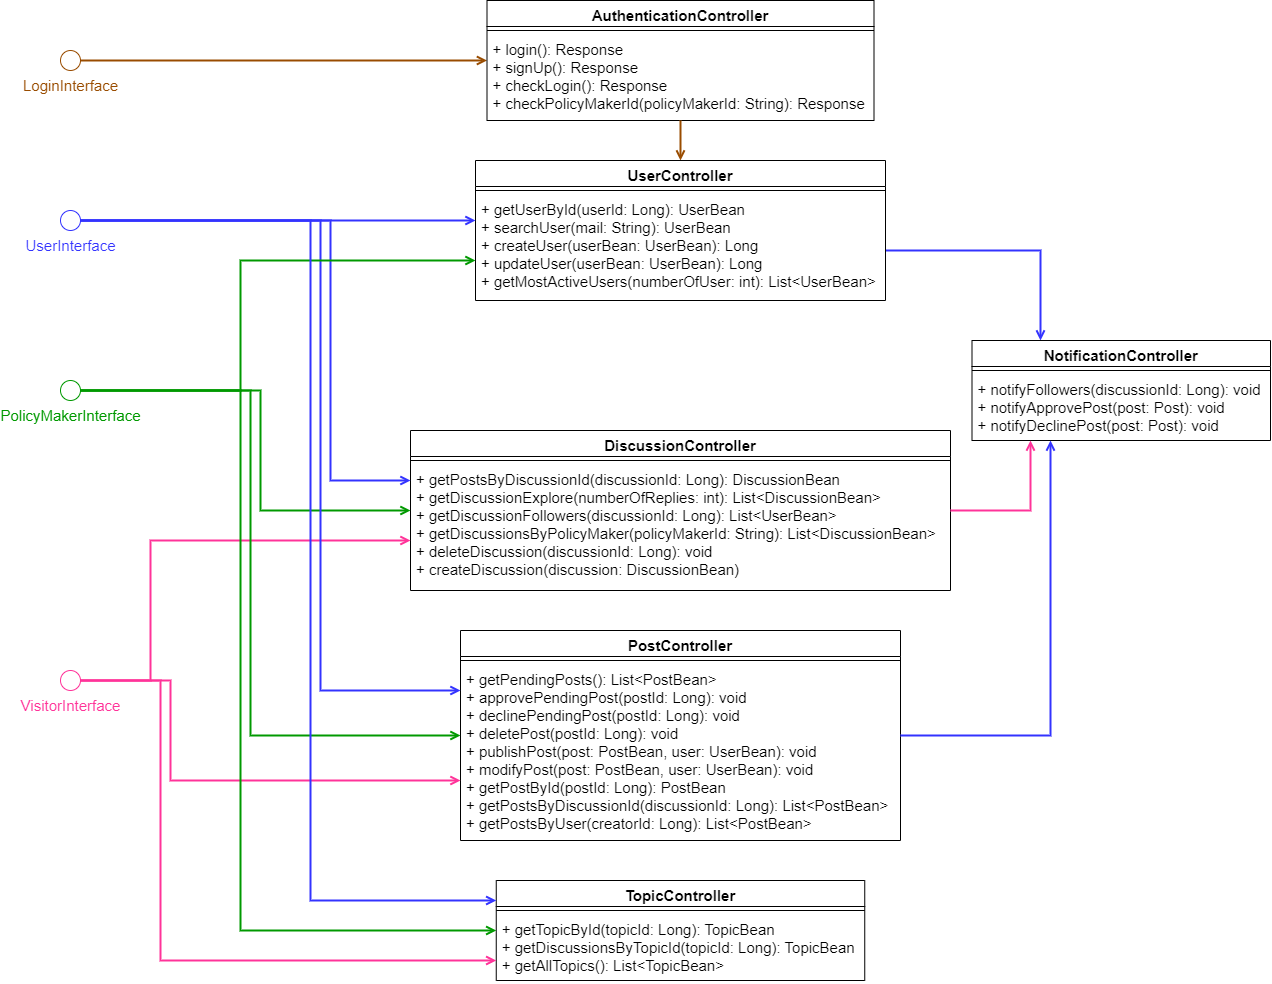 AuthenticationController
+ login(): Response
+ signUp(): Response
+ checkLogin(): Response
+ checkPolicyMakerId(policyMakerId: String): Response
LoginInterface
UserController
+ getUserById(userId: Long): UserBean
+ searchUser(mail: String): UserBean
+ createUser(userBean: UserBean): Long
+ updateUser(userBean: UserBean): Long
+ getMostActiveUsers(numberOfUser: int): List<UserBean>
UserInterface
NotificationController
+ notifyFollowers(discussionId: Long): void
+ notifyApprovePost(post: Post): void
+ notifyDeclinePost(post: Post): void
PolicyMakerInterface
DiscussionController
+ getPostsByDiscussionId(discussionId: Long): DiscussionBean
+ getDiscussionExplore(numberOfReplies: int): List<DiscussionBean>
+ getDiscussionFollowers(discussionId: Long): List<UserBean>
+ getDiscussionsByPolicyMaker(policyMakerId: String): List<DiscussionBean>
+ deleteDiscussion(discussionId: Long): void
+ createDiscussion(discussion: DiscussionBean)
PostController
+ getPendingPosts(): List<PostBean>
+ approvePendingPost(postId: Long): void
+ declinePendingPost(postId: Long): void
+ deletePost(postId: Long): void
+ publishPost(post: PostBean, user: UserBean): void
+ modifyPost(post: PostBean, user: UserBean): void
+ getPostById(postId: Long): PostBean
+ getPostsByDiscussionId(discussionId: Long): List<PostBean>
+ getPostsByUser(creatorId: Long): List<PostBean>
VisitorInterface
TopicController
+ getTopicById(topicId: Long): TopicBean
+ getDiscussionsByTopicId(topicId: Long): TopicBean
+ getAllTopics(): List<TopicBean>